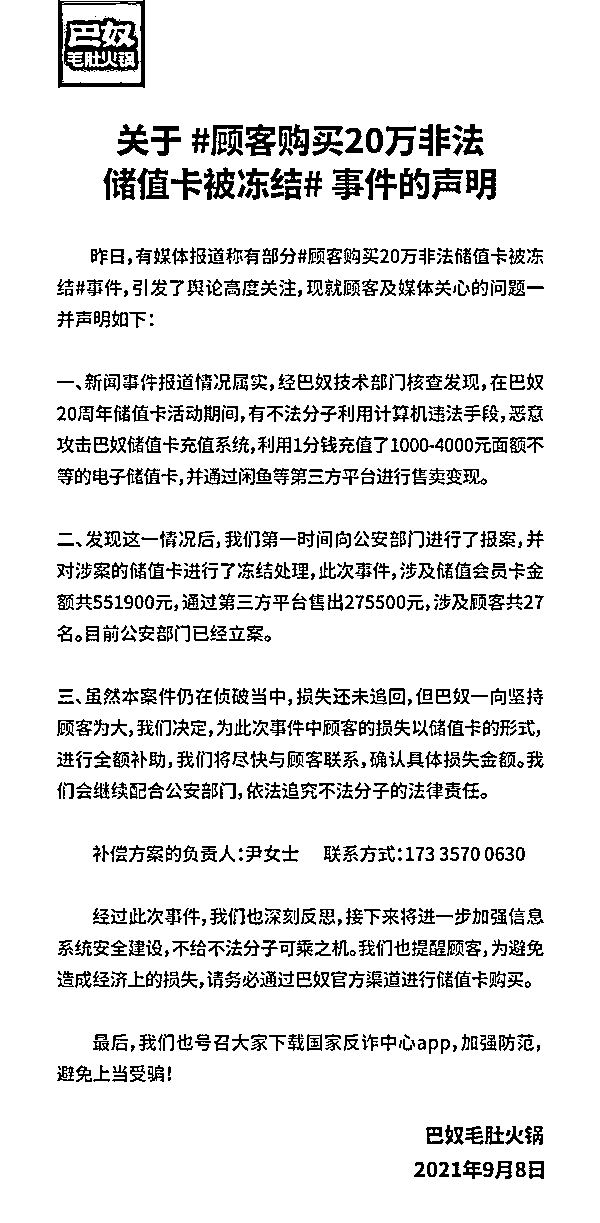 巴奴
毛肚火锅
关于 #顾客购买20万非法
储值卡被冻结# 事件的声明
昨日,有媒体报道称有部分#顾客购买20万非法储值卡被冻
结#事件,引发了舆论高度关注,现就顾客及媒体关心的问题一
并声明如下:
一、新闻事件报道情况属实,经巴奴技术部门核查发现,在巴奴
20周年储值卡活动期间,有不法分子利用计算机违法手段,恶意
攻击巴奴储值卡充值系统,利用1分钱充值了1000-4000元面额不
等的电子储值卡,并通过闲鱼等第三方平台进行售卖变现。
二、发现这一情况后,我们第一时间向公安部门进行了报案,并
对涉案的储值卡进行了冻结处理,此次事件,涉及储值会员卡金
额共551900元,通过第三方平台售出275500元,涉及顾客共27
名。目前公安部门已经立案。
三、虽然本案件仍在侦破当中,损失还未追回,但巴奴一向坚持
顾客为大,我们决定,为此次事件中顾客的损失以储值卡的形式,
进行全额补助,我们将尽快与顾客联系,确认具体损失金额。我
们会继续配合公安部门,依法追究不法分子的法律责任。
补偿方案的负责人:尹女士 联系方式:173 3570 0630
经过此次事件,我们也深刻反思,接下来将进一步加强信息
系统安全建设,不给不法分子可乘之机。我们也提醒顾客,为避免
造成经济上的损失,请务必通过巴奴官方渠道进行储值卡购买。
最后,我们也号召大家下载国家反诈中心app,加强防范,
避免上当受骗!
巴奴毛肚火锅
2021年9月8日